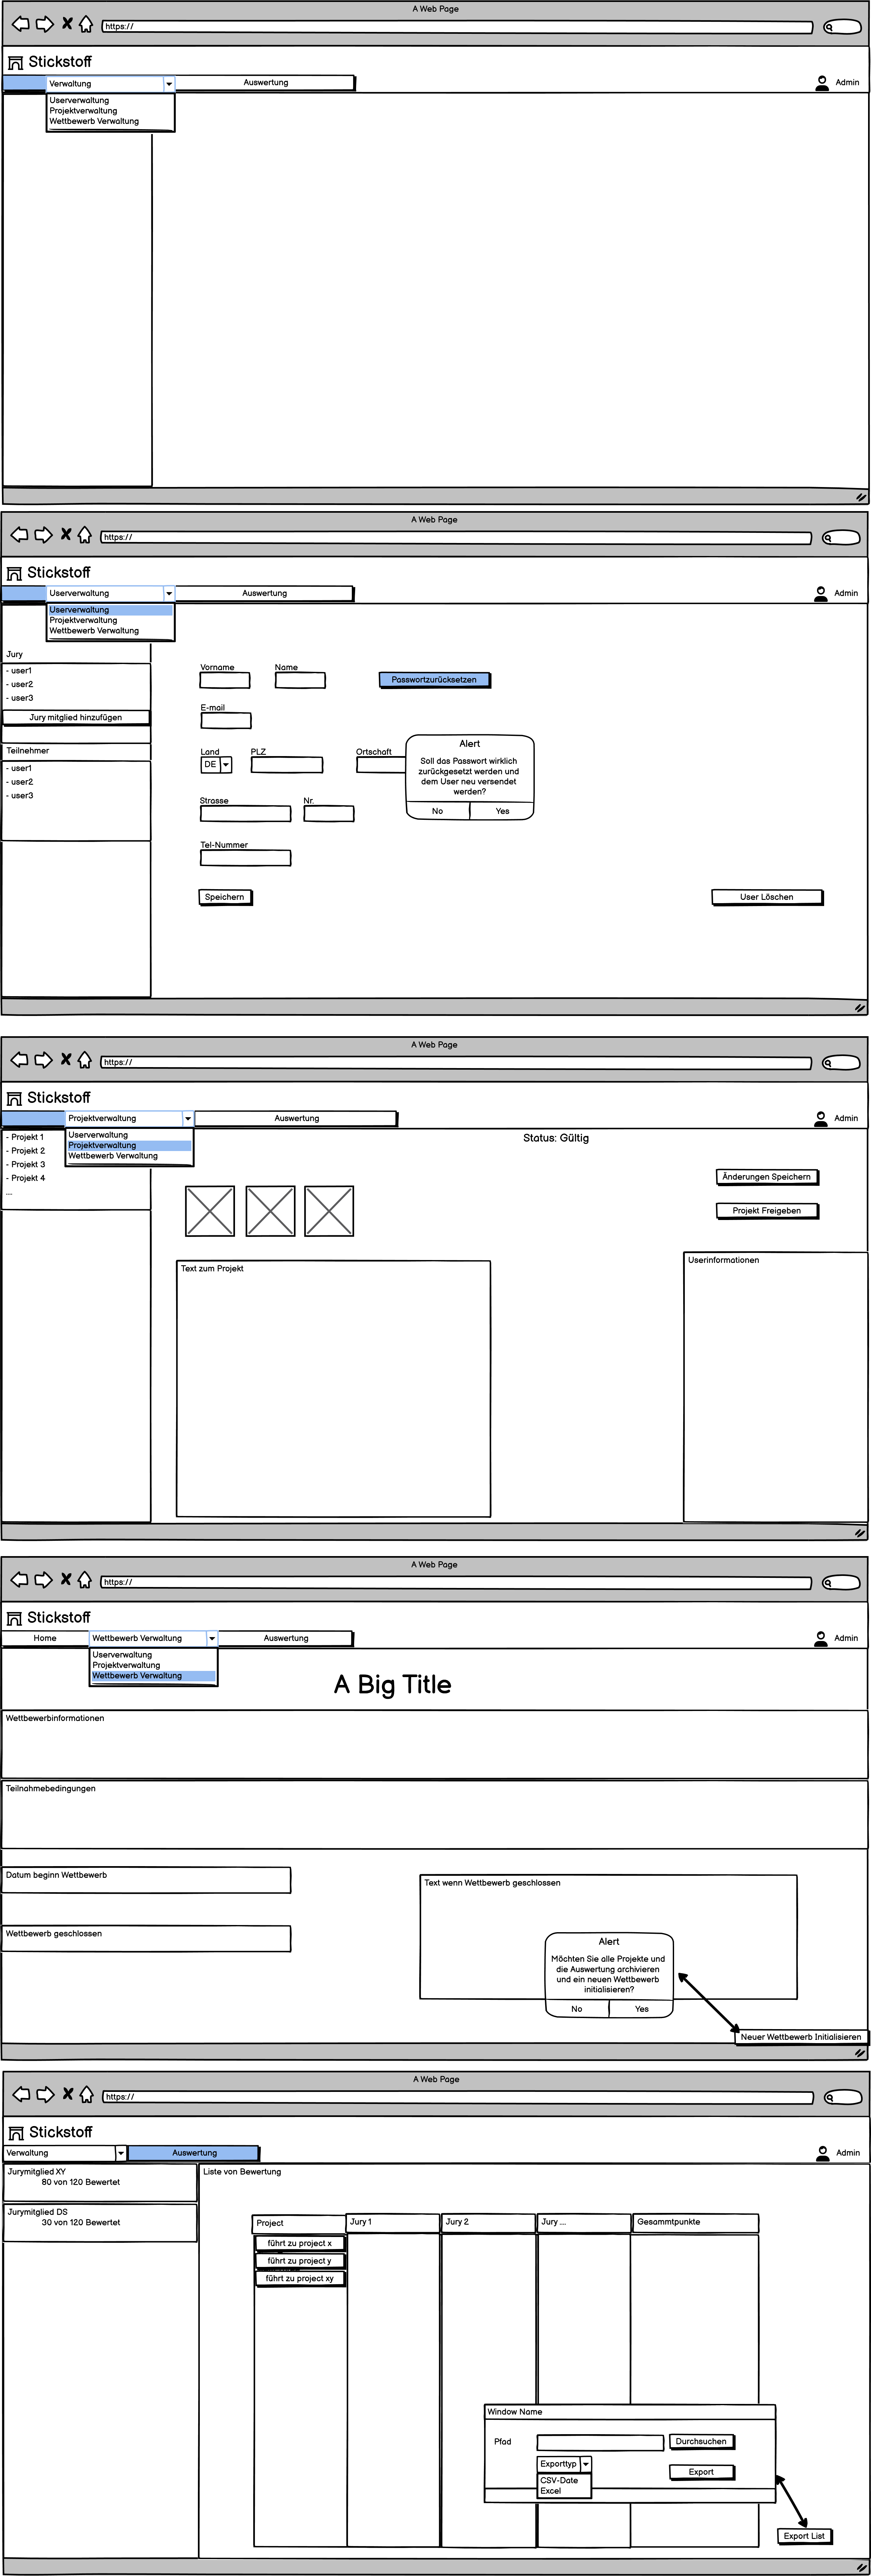 A Web Page
https://
Stickstoff
Verwaltung
Auswertung
Admin
Userverwaltung
Projektverwaltung
Wettbewerb Verwaltung
A Web Page
https://
Stickstoff
Userverwaltung
Auswertung
Admin
Userverwaltung
Projektverwaltung
Wettbewerb Verwaltung
Jury
- user1
- user2
- user3
Jury mitglied hinzufügen
Teilnehmer
- user1
- user2
- user3
Vorname
Name
Passwortzurücksetzen
E-mail
Land
PLZ
Ortschaft
DE
Alert
Soll das Passwort wirklich
zurückgesetzt werden und
dem User neu versendet
werden?
No
Yes
Strasse
Nr.
Tel-Nummer
Speichern
User Löschen
A Web Page
https://
Stickstoff
Projektverwaltung
Auswertung
Admin
Userverwaltung
Projektverwaltung
Wettbewerb Verwaltung
- Projekt 1
- Projekt 2
- Projekt 3
- Projekt 4
....
Status: Gültig
Änderungen Speichern
Projekt Freigeben
Text zum Projekt
Userinformationen
A Web Page
https://
Stickstoff
Home
Wettbewerb Verwaltung
Auswertung
Admin
Userverwaltung
Projektverwaltung
Wettbewerb Verwaltung
A Big Title
Wettbewerbinformationen
Teilnahmebedingungen
Datum beginn Wettbewerb
Text wenn Wettbewerb geschlossen
Wettbewerb geschlossen
Alert
Möchten Sie alle Projekte und
die Auswertung archivieren
und ein neuen Wettbewerb
initialisieren?
No
Yes
Neuer Wettbewerb Initialisieren
A Web Page
https://
Stickstoff
Verwaltung
Auswertung
Admin
Jurymitglied XY
80 von 120 Bewertet
Jurymitglied DS
30 von 120 Bewertet
Liste von Bewertung
Project
Jury 1
Jury 2
Jury ...
Gesammtpunkte
führt zu project x
führt zu project y
führt zu project xy
Window Name
Pfad
Durchsuchen
Exporttyp
Export
CSV-Date
Excel
Export List